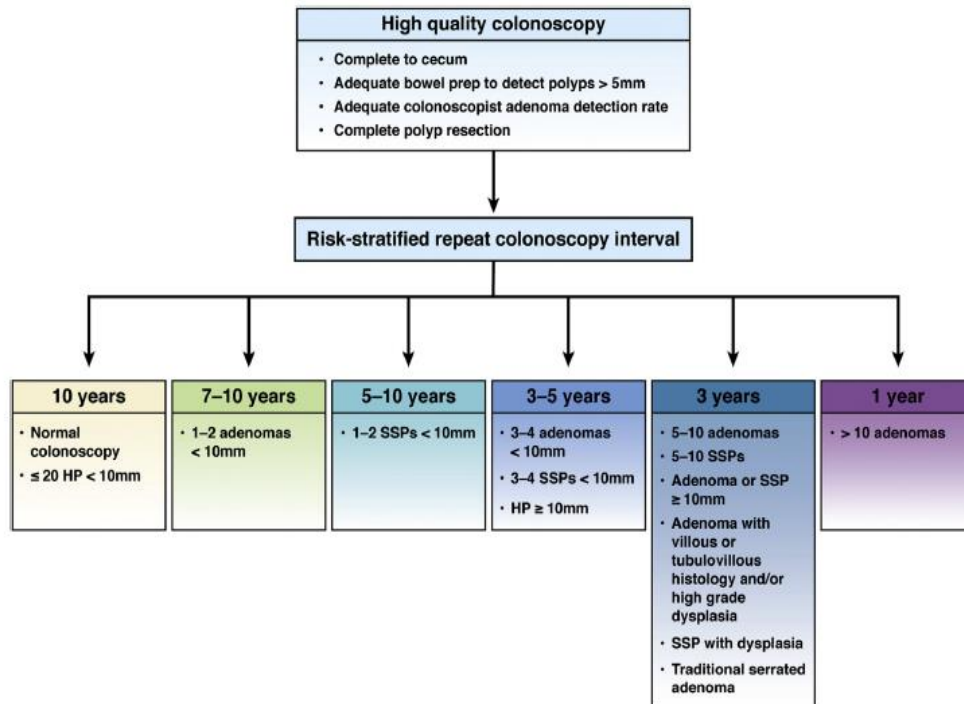 High quality colonoscopy
• Complete to cecum
• Adequate bowel prep to detect polyps > 5mm
• Adequate colonoscopist adenoma detection rate
• Complete polyp resection
Risk-stratified repeat colonoscopy interval
10 years
• Normal
colonoscopy
• ≤ 20 HP < 10mm
7–10 years
• 1–2 adenomas
< 10mm
5–10 years
• 1–2 SSPs < 10mm
3–5 years
• 3–4 adenomas
< 10mm
• 3–4 SSPs < 10mm
• HP ≥ 10mm
3 years
• 5–10 adenomas
• 5–10 SSPs
• Adenoma or SSP
≥ 10mm
• Adenoma with
villous or
tubulovillous
histology and/or
high grade
dysplasia
• SSP with dysplasia
• Traditional serrated
adenoma
1 year
• > 10 adenomas